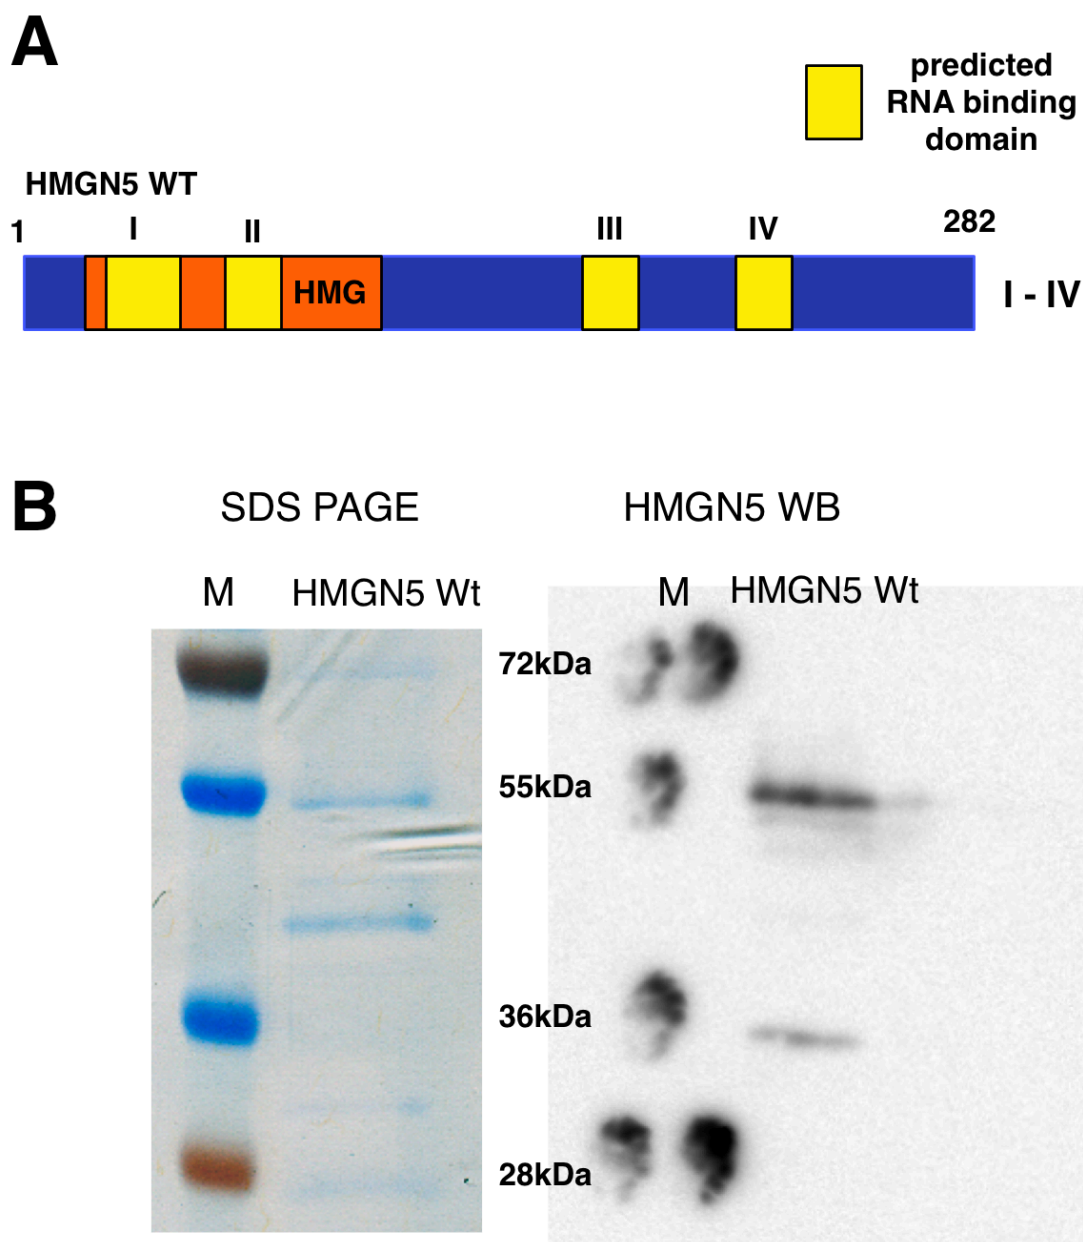 A
predicted
RNA binding
domain
HMGN5 WT
1 I II III IV 282
HMG
I - IV
B
SDS PAGE HMGN5 WB
M HMGN5 Wt M HMGN5 Wt
72kDa
55kDa
36kDa
28kDa